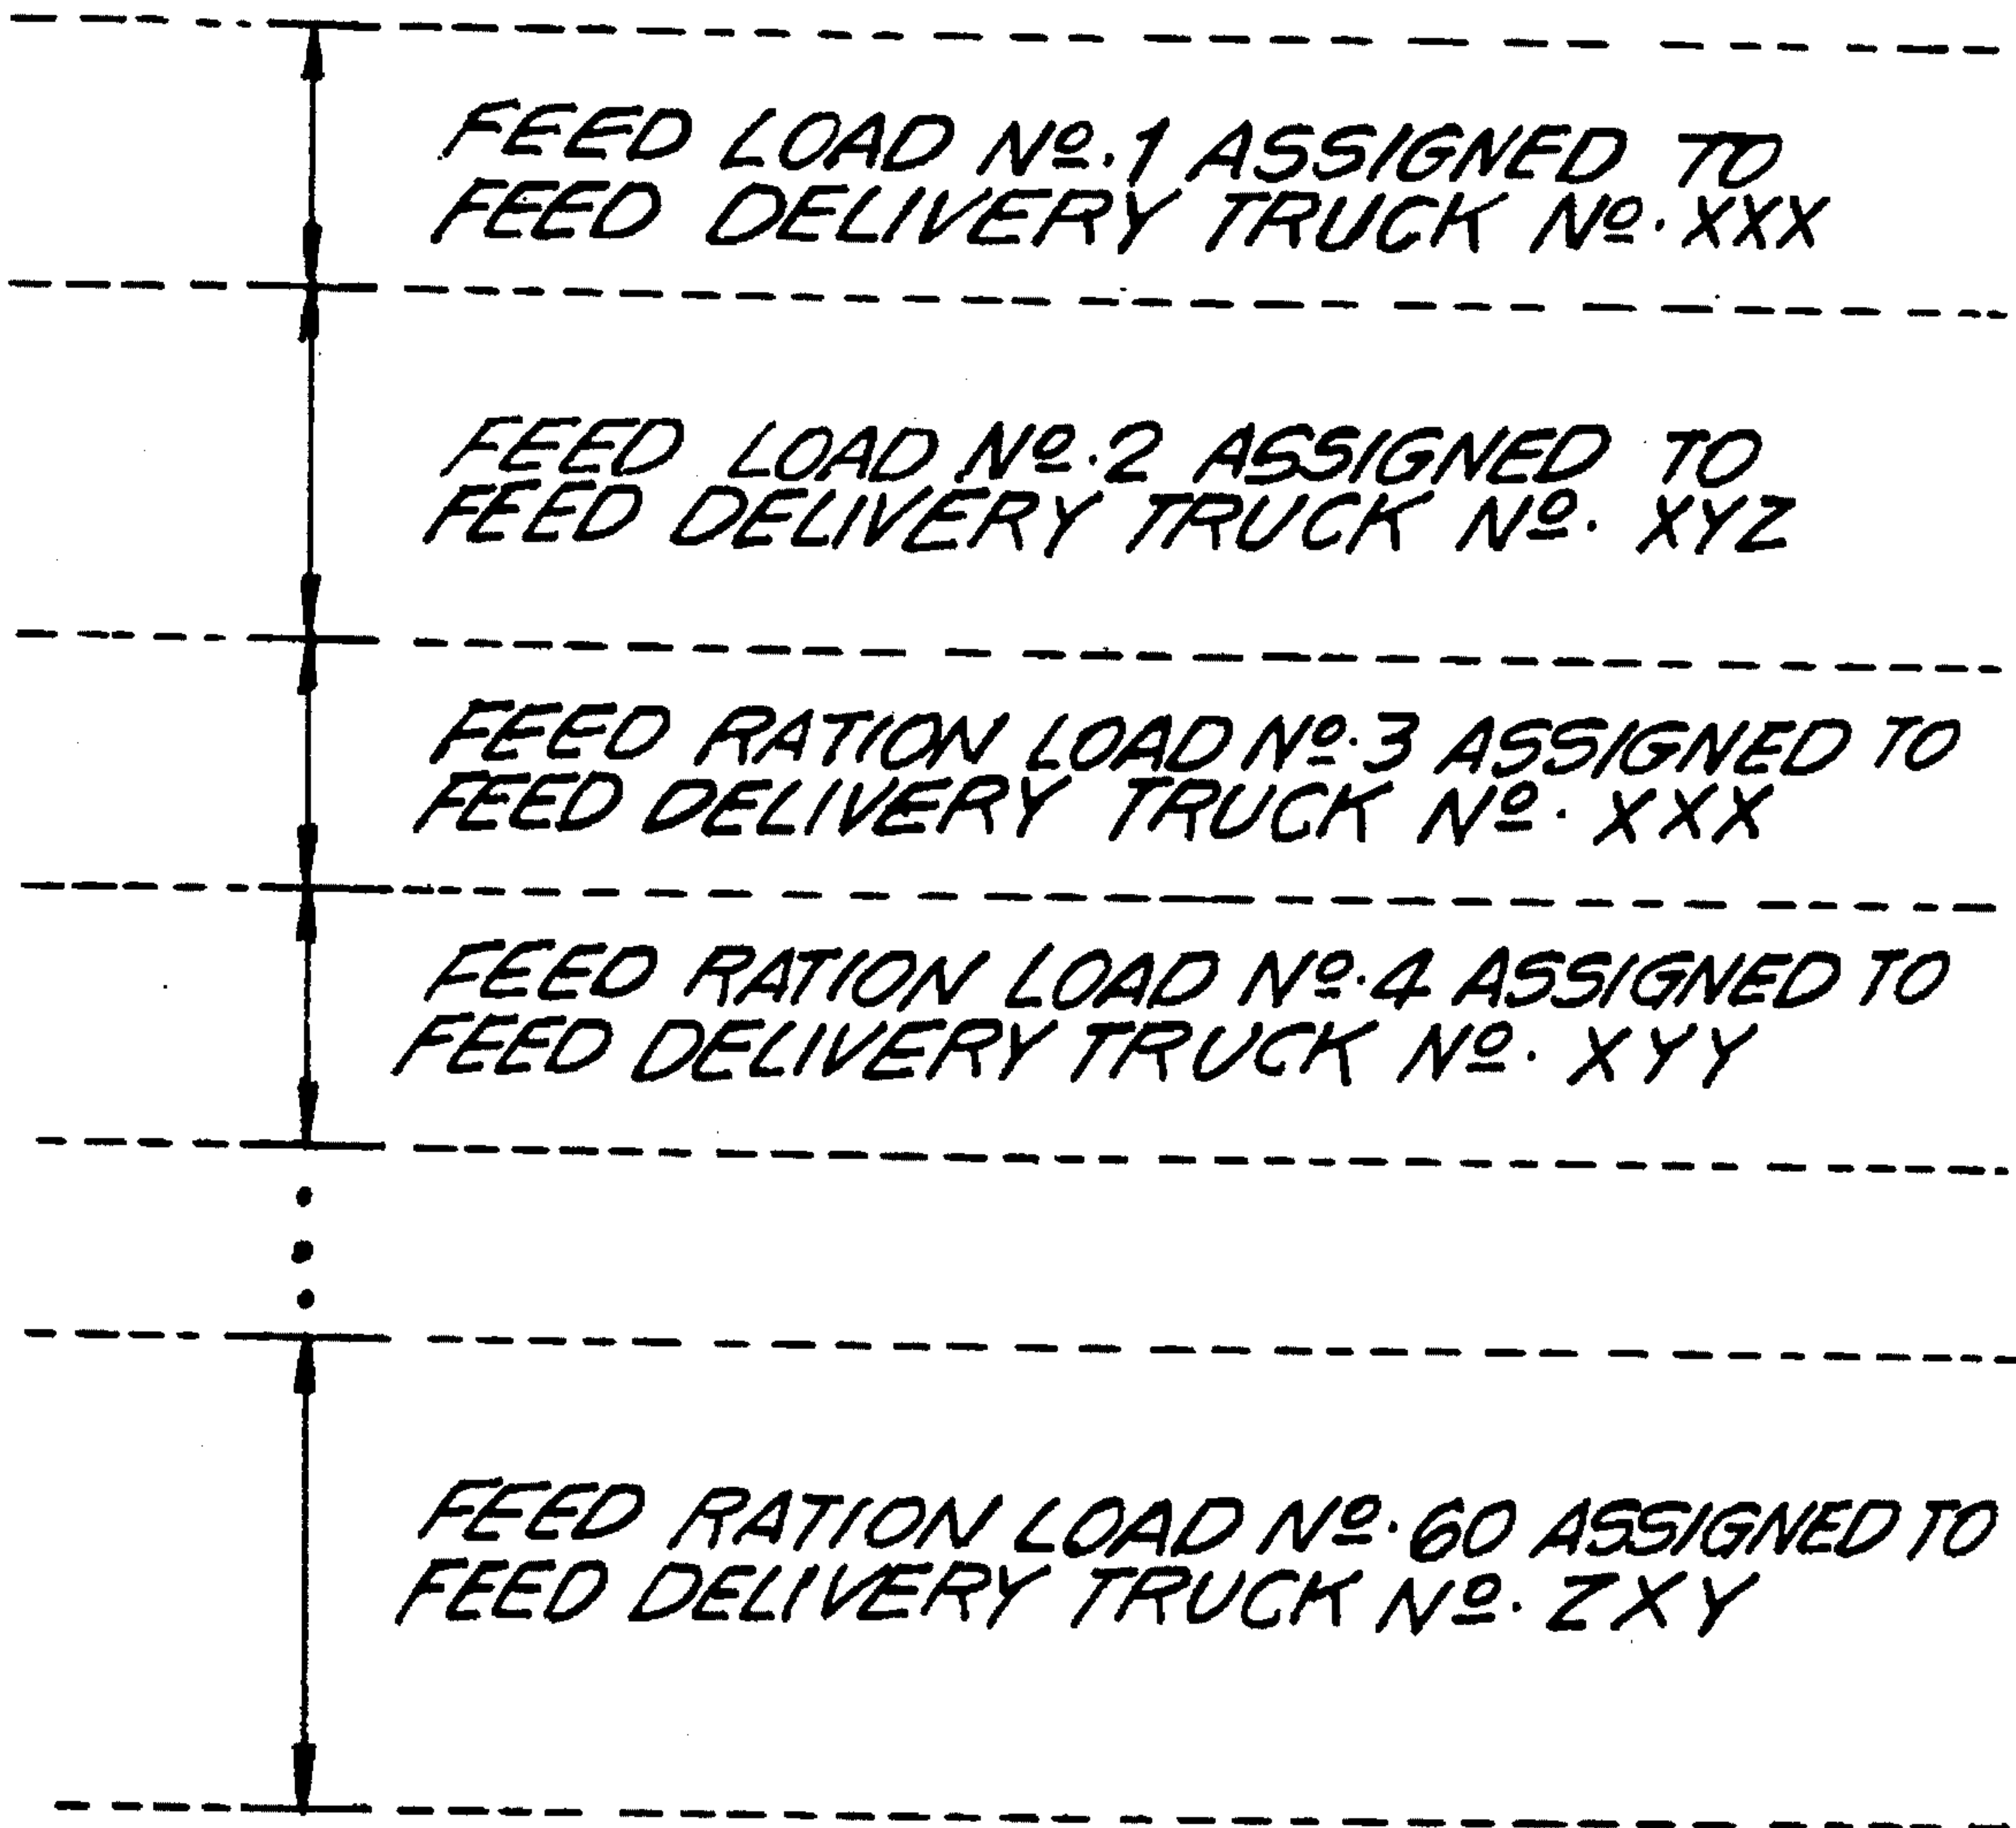 FEED LOAD Nº. 1 ASSIGNED TO
FEED DELIVERY TRUCK Nº. XXX
FEED LOAD Nº. 2 ASSIGNED TO
FEED DELIVERY TRUCK Nº. XYZ
FEED RATION LOAD Nº. 3 ASSIGNED TO
FEED DELIVERY TRUCK Nº. XXX
FEED RATION LOAD Nº. 4 ASSIGNED TO
FEED DELIVERY TRUCK Nº. XYY
FEED RATION LOAD Nº. 60 ASSIGNED TO
FEED DELIVERY TRUCK Nº. ZXY